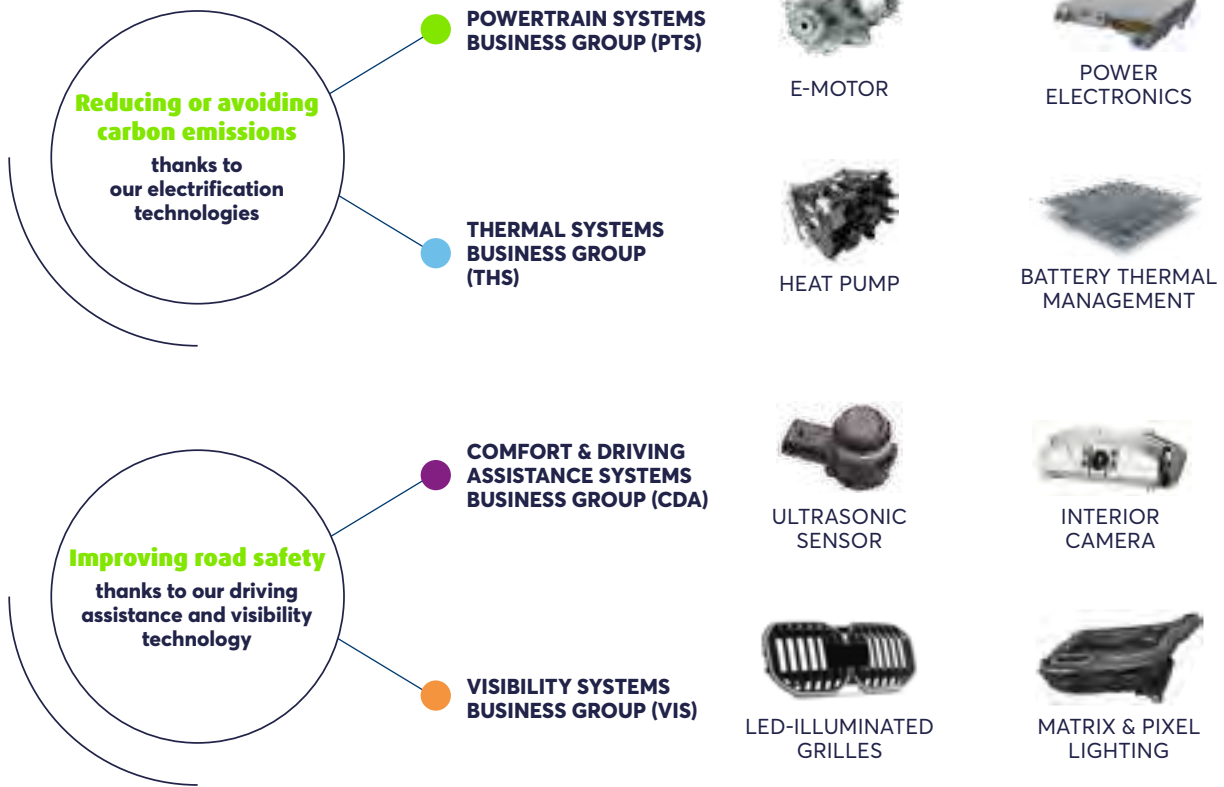 POWERTRAIN SYSTEMS
BUSINESS GROUP (PTS)
E-MOTOR
POWER
ELECTRONICS
Reducing or avoiding
carbon emissions
thanks to
our electrification
technologies
THERMAL SYSTEMS
BUSINESS GROUP
(THS)
HEAT PUMP
BATTERY THERMAL
MANAGEMENT
COMFORT & DRIVING
ASSISTANCE SYSTEMS
BUSINESS GROUP (CDA)
ULTRASONIC
SENSOR
INTERIOR
CAMERA
Improving road safety
thanks to our driving
assistance and visibility
technology
VISIBILITY SYSTEMS
BUSINESS GROUP (VIS)
LED-ILLUMINATED
GRILLES
MATRIX & PIXEL
LIGHTING